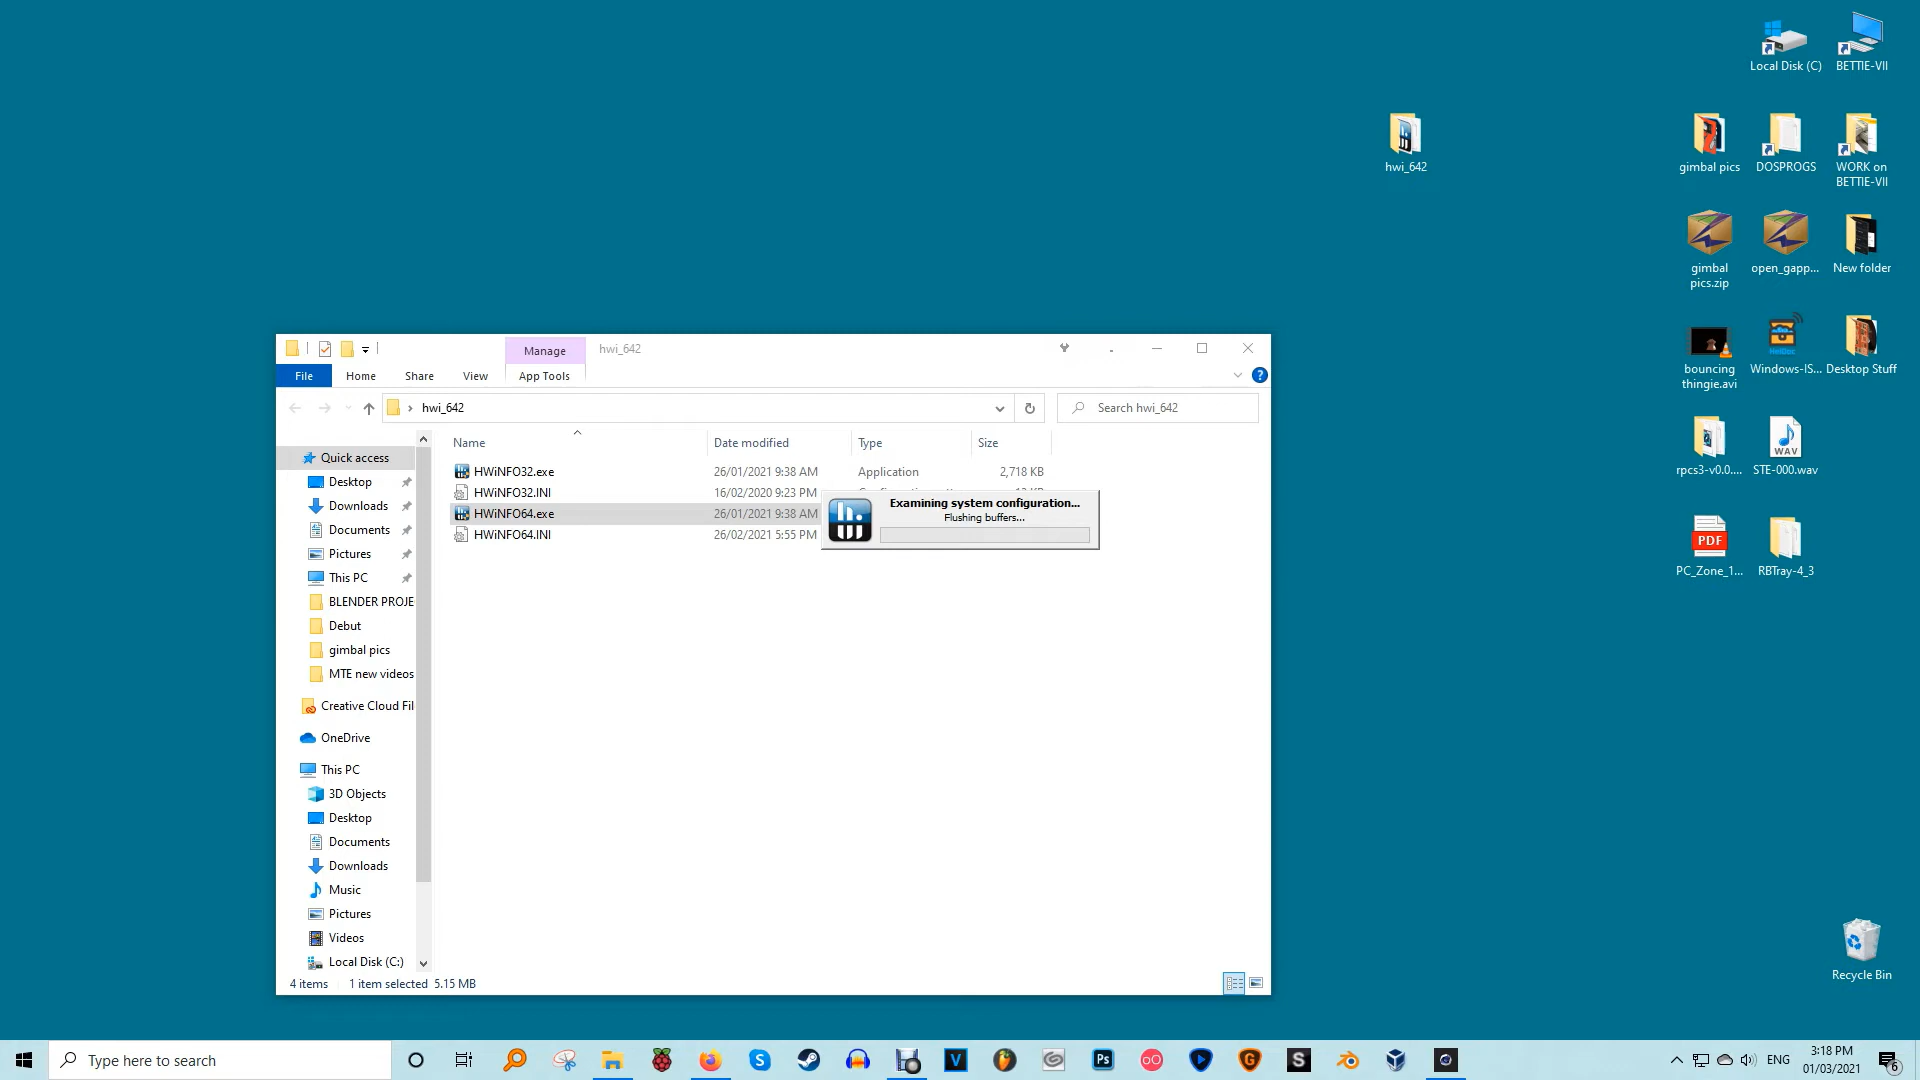 Local Disk (C)
BETTIE-VII
hwi_642
gimbal pics
DOSPROGS
WORK on
BETTIE-VII
gimbal
pics.zip
open_gapp...
New folder
bouncing
thingie.avi
Windows-IS...
Desktop Stuff
rpcs3-v0.0....
WAV
STE-000.wav
PDF
PC_Zone_1...
RBTray-4_3
Recycle Bin
Manage
hwi_642
File
Home
Share
View
App Tools
hwi_642
Search hwi_642
Name
Date modified
Type
Size
HWiNFO32.exe
26/01/2021 9:38 AM
Application
2,718 KB
HWiNFO32.INI
16/02/2020 9:23 PM
HWiNFO64.exe
26/01/2021 9:38 AM
HWiNFO64.INI
26/02/2021 5:55 PM
Examining system configuration...
Flushing buffers...
Quick access
Desktop
Downloads
Documents
Pictures
This PC
BLENDER PROJE
Debut
gimbal pics
MTE new videos
Creative Cloud Fil
OneDrive
This PC
3D Objects
Desktop
Documents
Downloads
Music
Pictures
Videos
Local Disk (C:)
4 items
1 item selected 5.15 MB
Type here to search
Ps
ENG
3:18 PM
01/03/2021
6